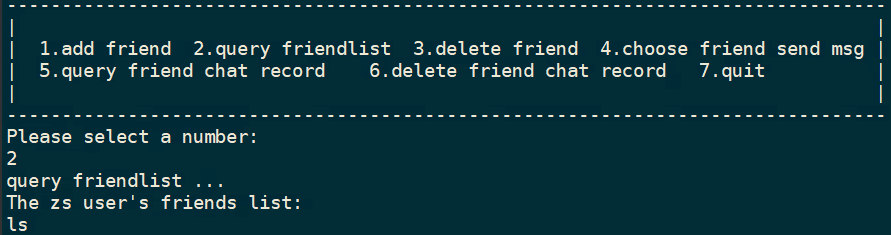 --------------------------------------------------------------------------------
|                                                                              |
|  1.add friend  2.query friendlist  3.delete friend  4.choose friend send msg |
|  5.query friend chat record    6.delete friend chat record   7.quit          |
|                                                                              |
--------------------------------------------------------------------------------
Please select a number:
2
query friendlist ...
The zs user's friends list:
ls